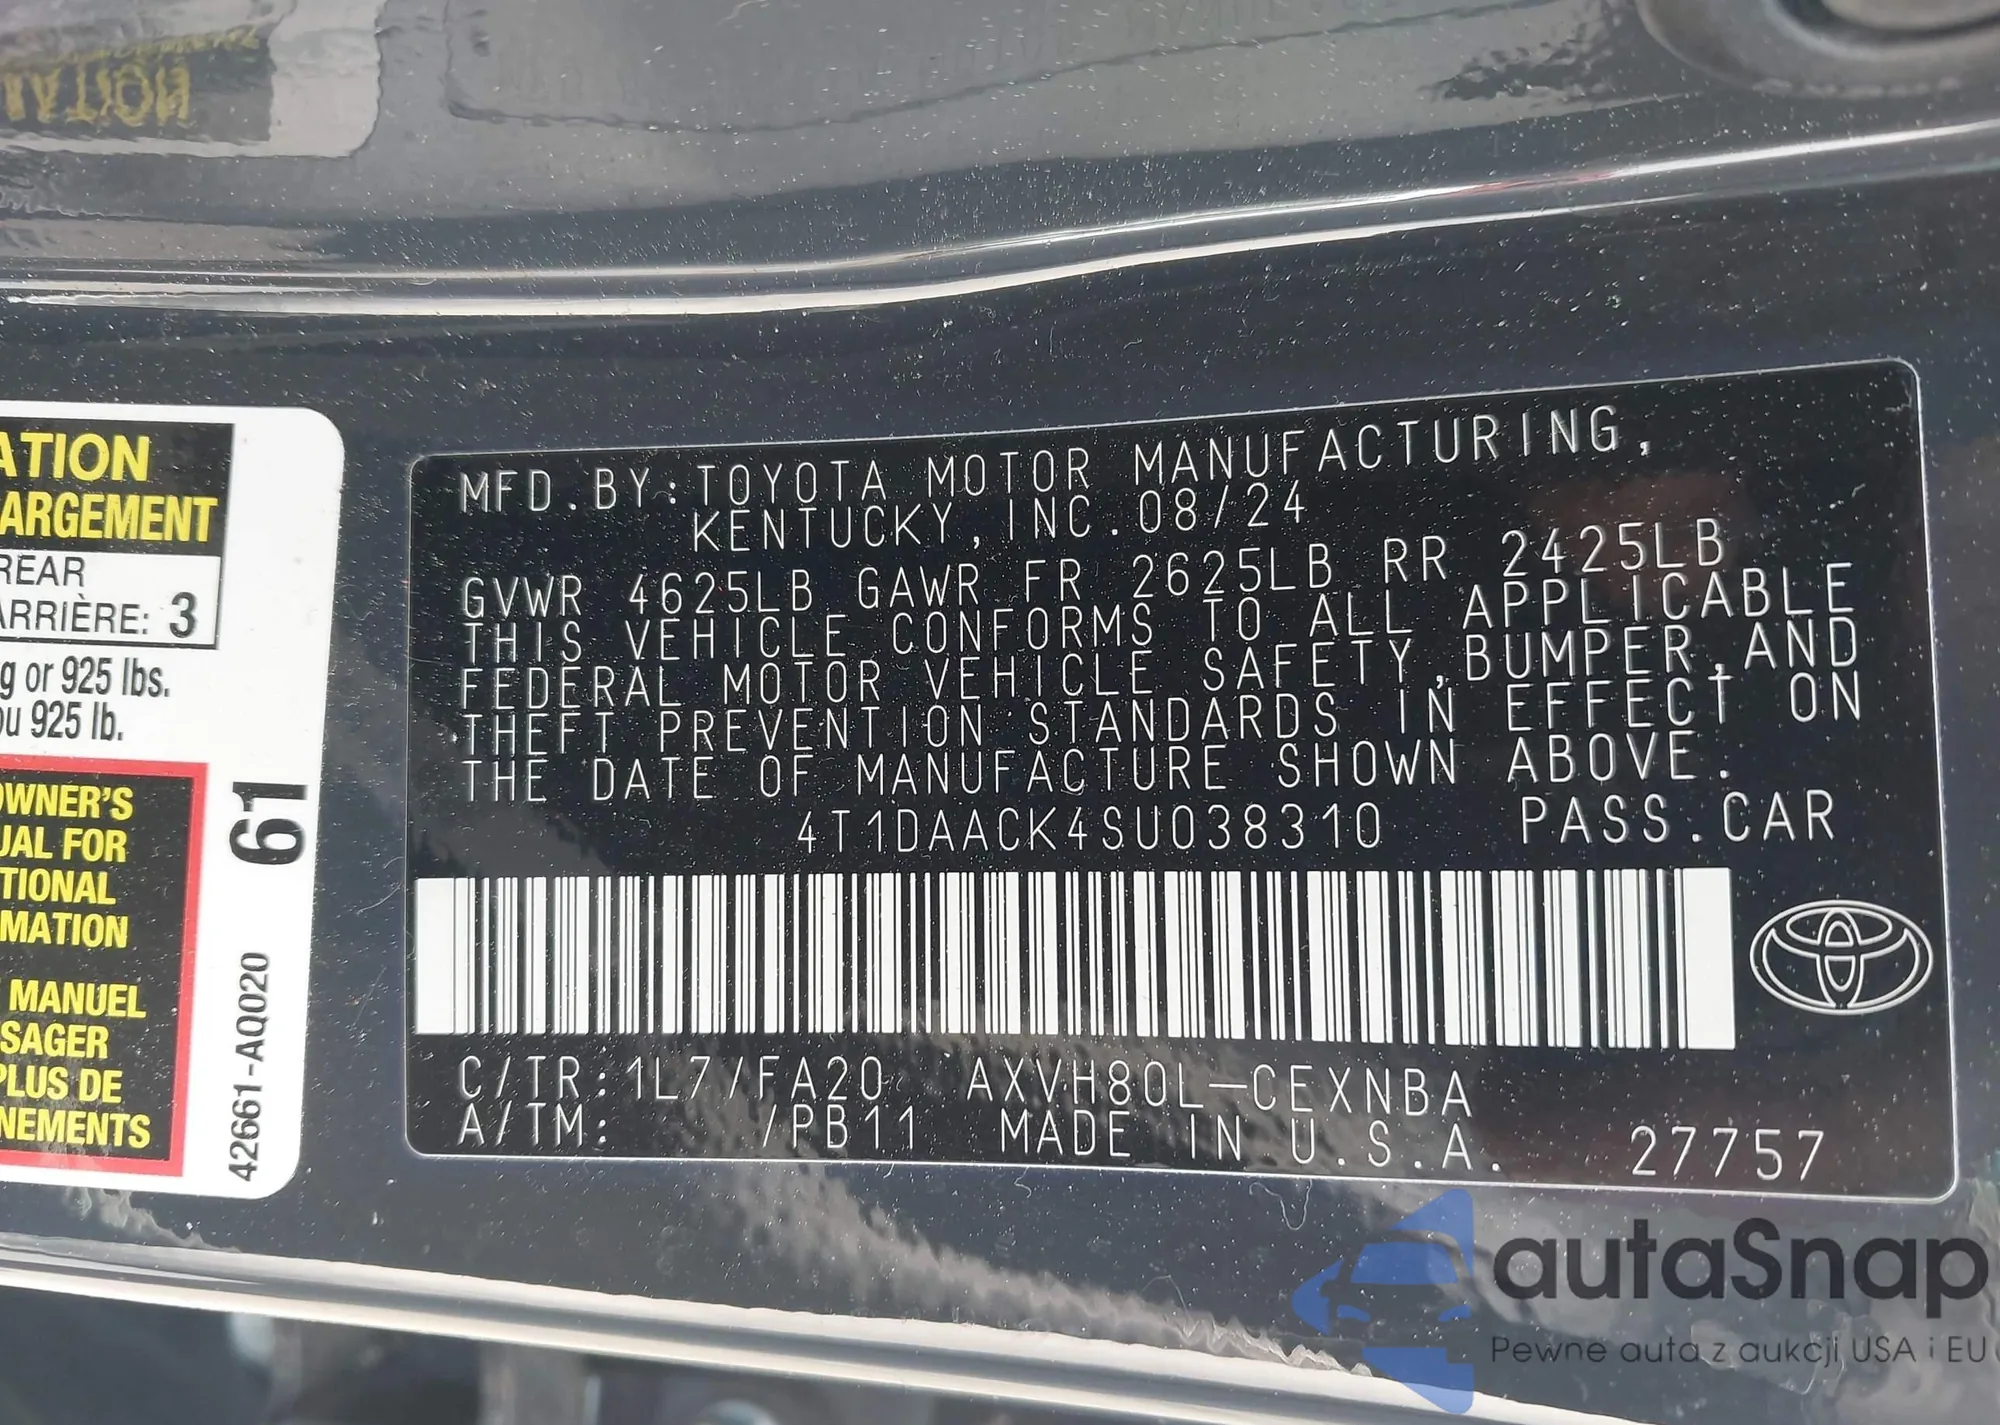 ATION
ARGEMENT
REAR
ARRIÈRE: 3
g or 925 lbs.
ou 925 lb.
OWNER'S
UAL FOR
TIONAL
MATION
MANUEL
SAGER
PLUS DE
NEMENTS
61
42661-AQ020
MFD.BY:TOYOTA MOTOR MANUFACTURING,
KENTUCKY,INC.08/24
GVWR 4625LB GAWR FR 2625LB RR 2425LB
THIS VEHICLE CONFORMS TO ALL APPLICABLE
FEDERAL MOTOR VEHICLE SAFETY,BUMPER,AND
THEFT PREVENTION STANDARDS IN EFFECT ON
THE DATE OF MANUFACTURE SHOWN ABOVE.
4T1DAACK4SU038310 PASS.CAR
C/TR:1L7/FA20 AXVH80L-CEXNBA
A/TM: /PB11 MADE IN U.S.A. 27757
autaSnap
Pewne auta z aukcji USA i EU